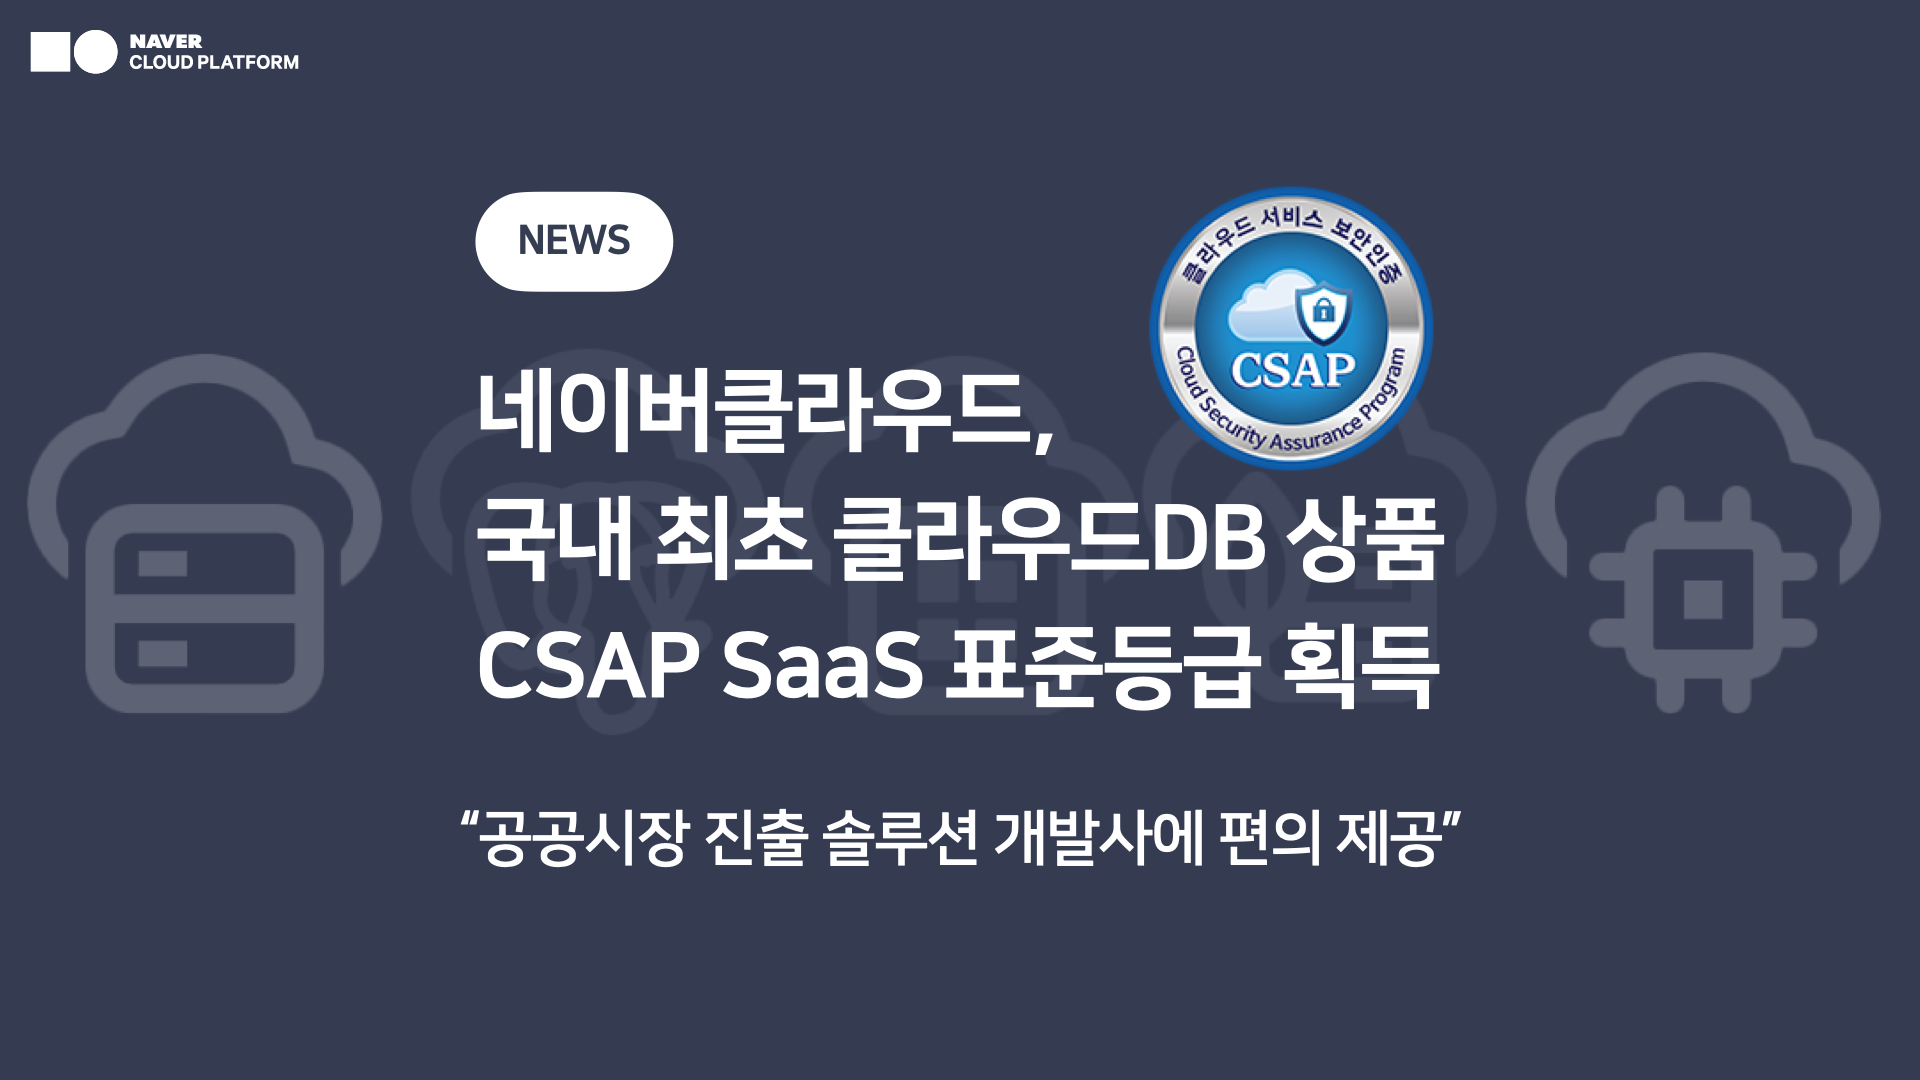 NAVER
CLOUD PLATFORM
NEWS
클라우드 서비스 보안인증
CSAP
Cloud Security Assurance Program
네이버클라우드,
국내 최초 클라우드DB 상품
CSAP SaaS 표준등급 획득
“공공시장 진출 솔루션 개발사에 편의 제공”